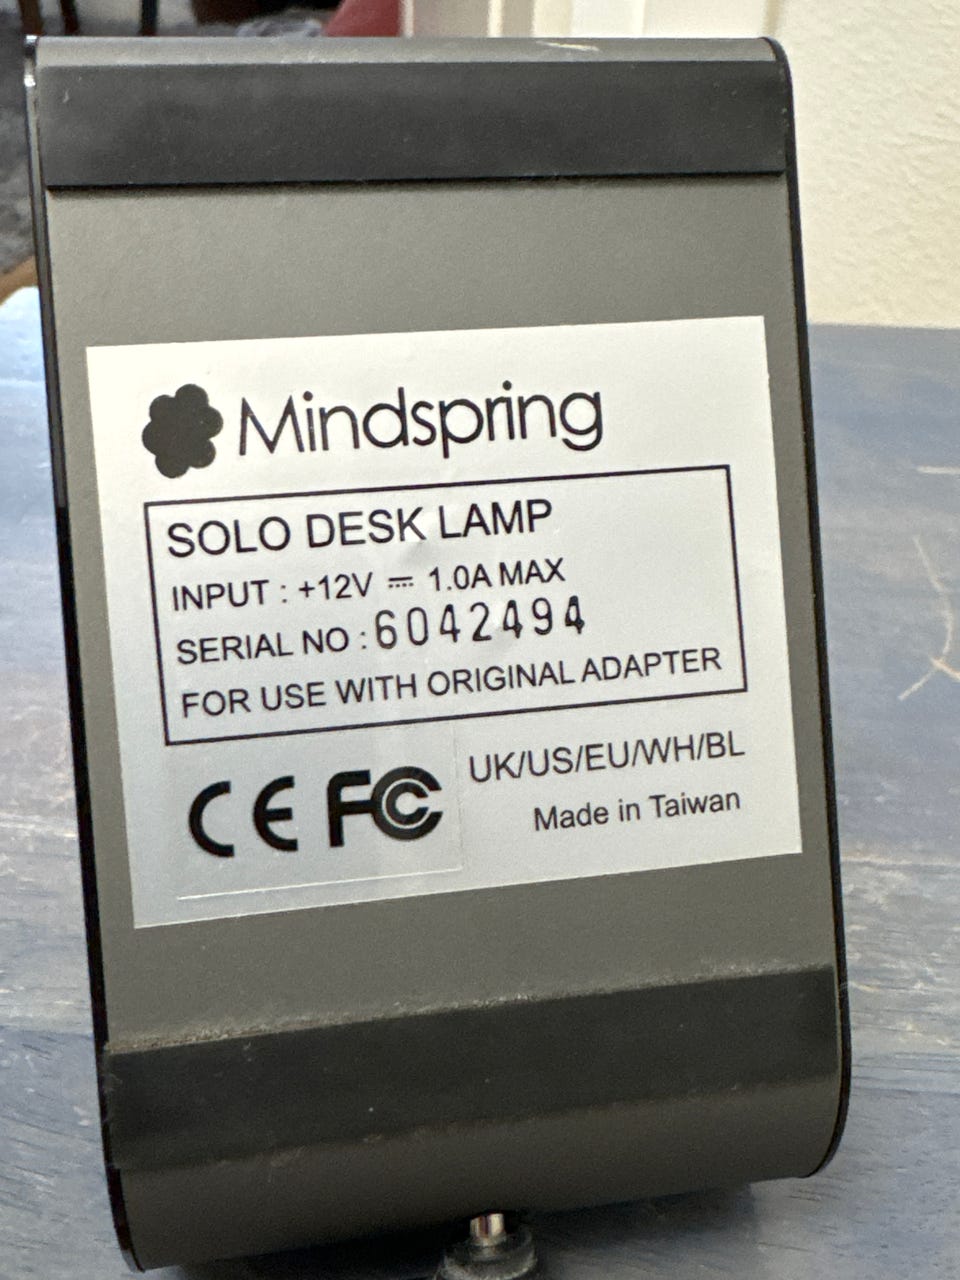 Mindspring
SOLO DESK LAMP
INPUT : +12V ⎓ 1.0A MAX
SERIAL NO : 6042494
FOR USE WITH ORIGINAL ADAPTER
CE FC UK/US/EU/WH/BL
Made in Taiwan